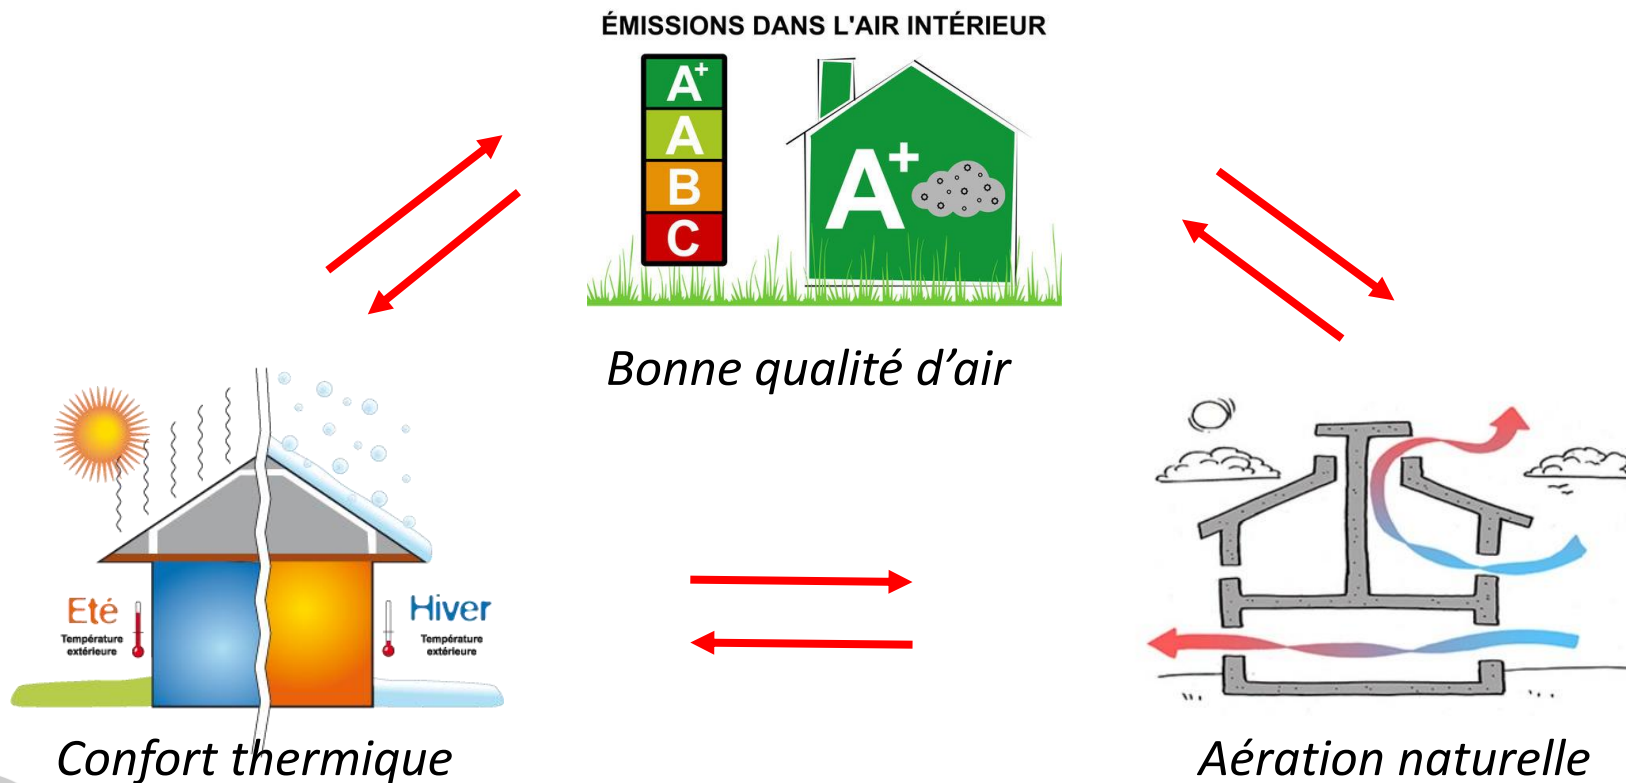 ÉMISSIONS DANS L'AIR INTÉRIEUR
A+
A
B
C
A+
Bonne qualité d’air
Eté
Température
extérieure
Hiver
Température
extérieure
Confort thermique
Aération naturelle